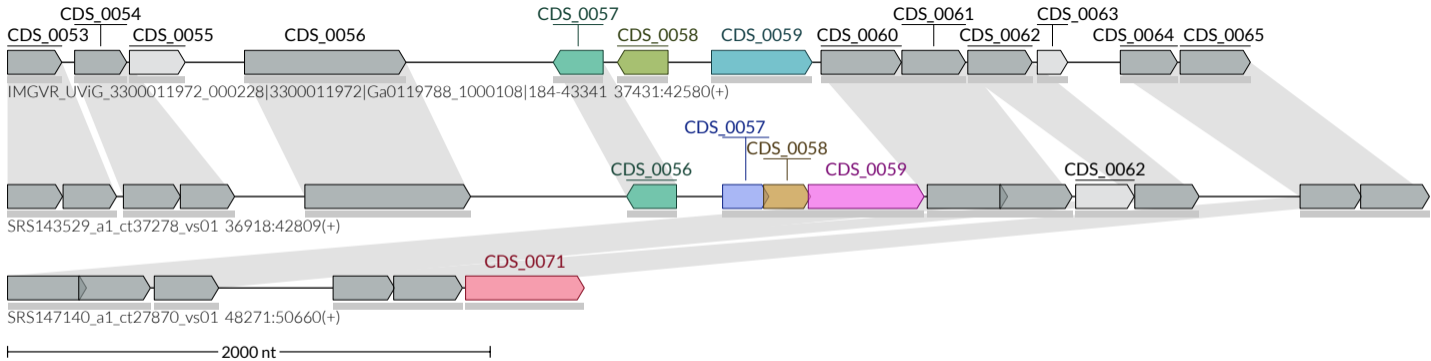 CDS_0054 CDS_0057 CDS_0061 CDS_0063
CDS_0053 CDS_0055 CDS_0056 CDS_0058 CDS_0059 CDS_0060 CDS_0062 CDS_0064 CDS_0065
IMGVR_UViG_3300011972_000228|3300011972|Ga0119788_1000108|184-43341 37431:42580(+)
CDS_0057
CDS_0058
CDS_0056 CDS_0059 CDS_0062
SRS143529_a1_ct37278_vs01 36918:42809(+)
CDS_0071
SRS147140_a1_ct27870_vs01 48271:50660(+)
2000 nt